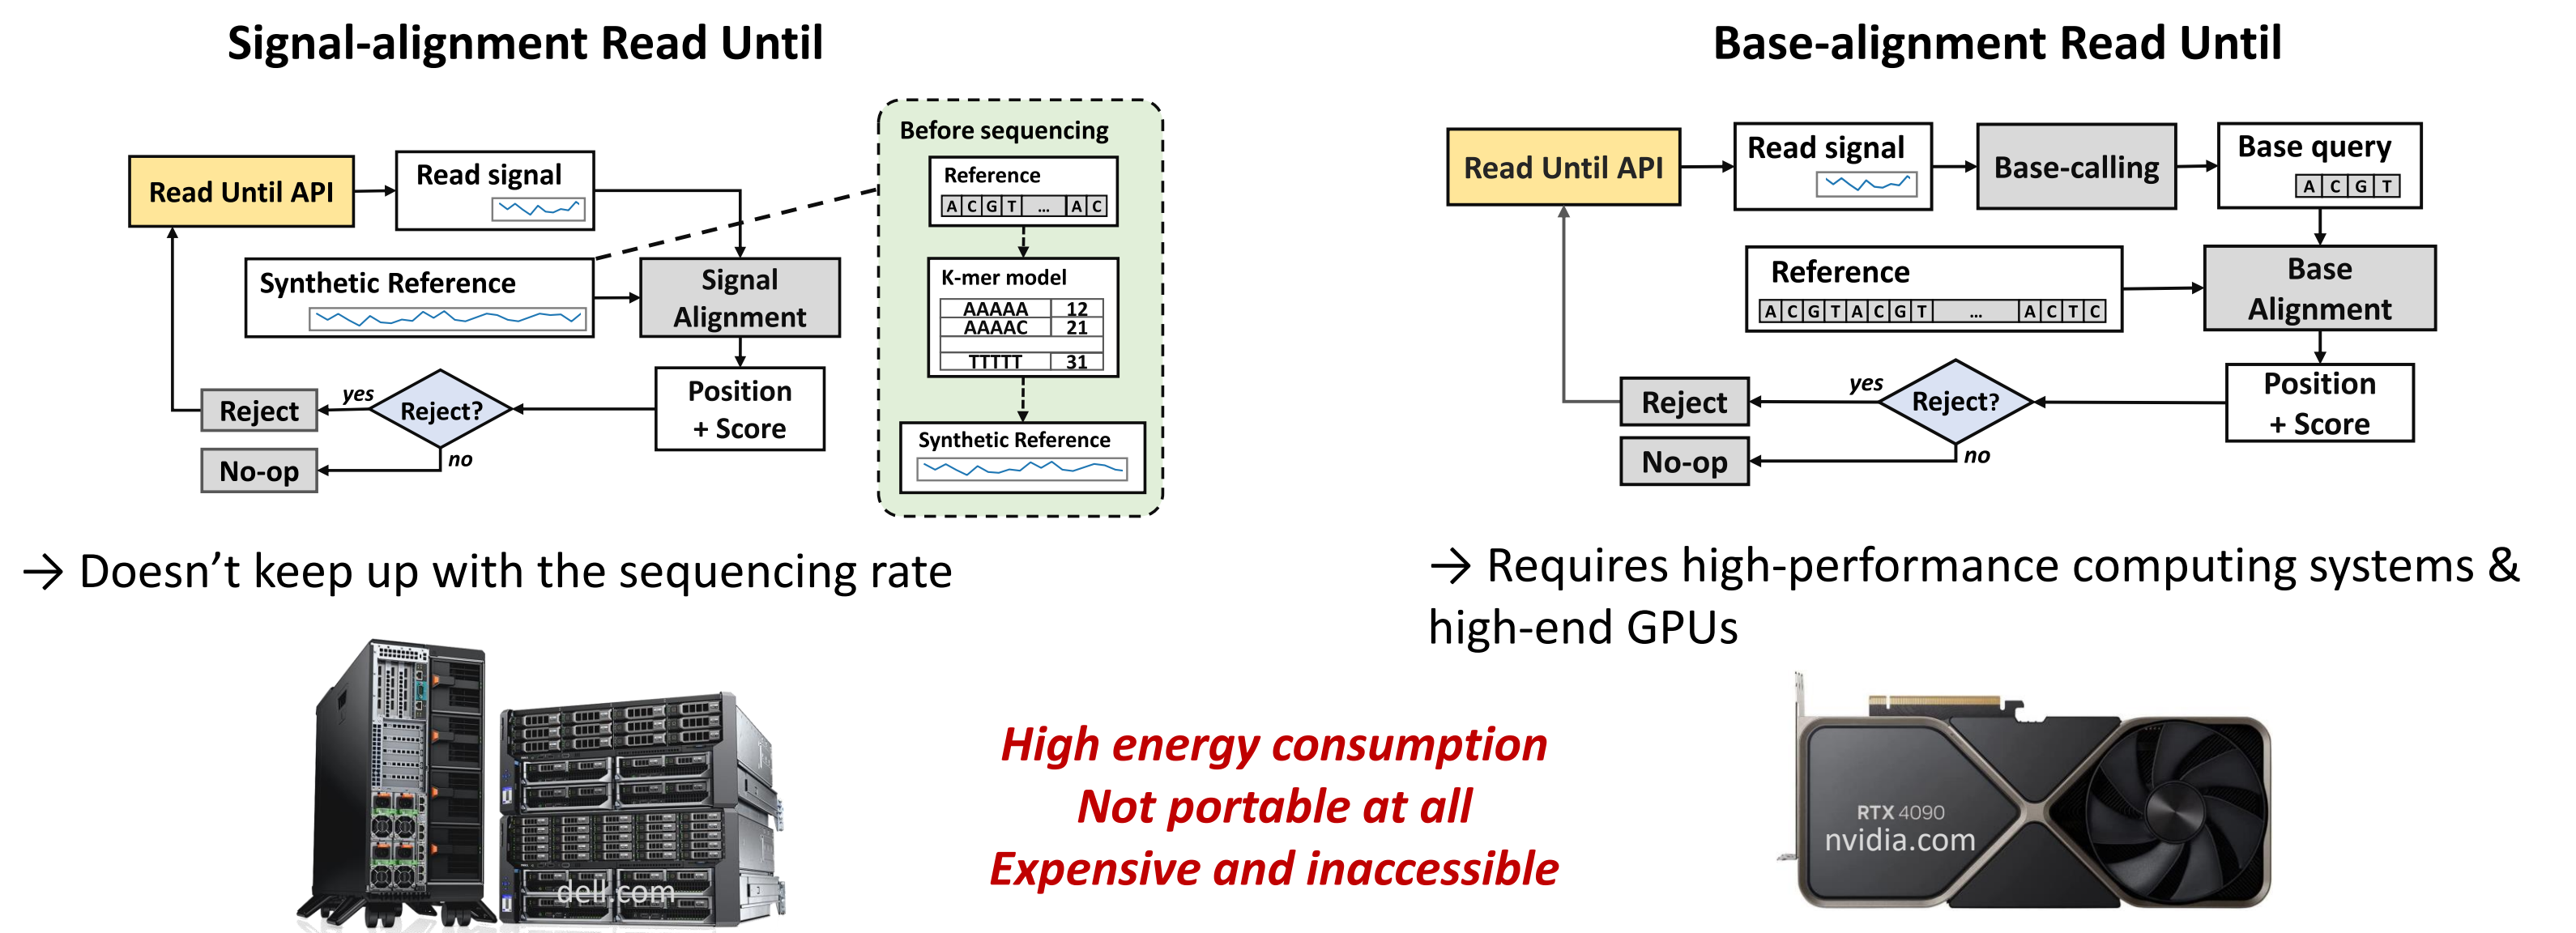 Signal-alignment Read Until
Read Until API
Read signal
Synthetic Reference
Signal
Alignment
Position
+ Score
Reject?
yes
no
Reject
No-op
Before sequencing
Reference
A C G T ... A C
K-mer model
AAAAA 12
AAAAC 21
TTTTT 31
Synthetic Reference
→ Doesn’t keep up with the sequencing rate
dell.com
Base-alignment Read Until
Read Until API
Read signal
Base-calling
Base query
A C G T
Reference
A C G T A C G T ... A C T C
Base
Alignment
Position
+ Score
Reject?
yes
no
Reject
No-op
→ Requires high-performance computing systems &
high-end GPUs
High energy consumption
Not portable at all
Expensive and inaccessible
RTX 4090
nvidia.com